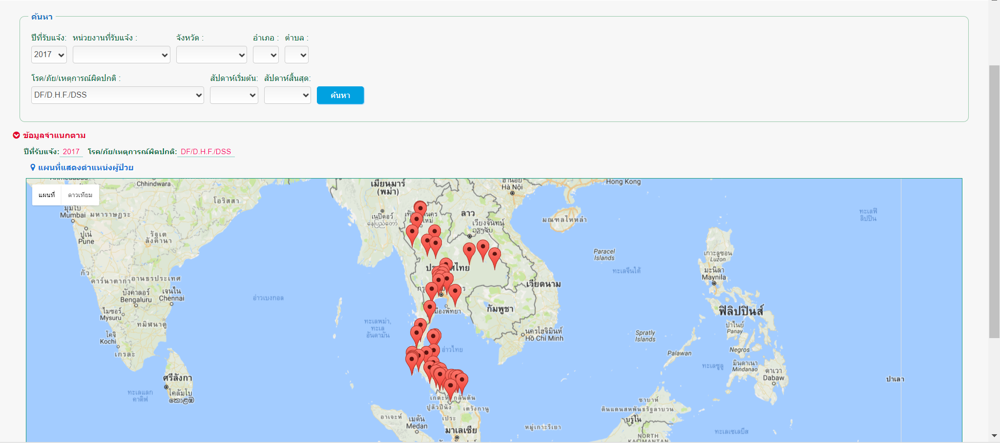 ค้นหา
ปีที่รับแจ้ง: หน่วยงานที่รับแจ้ง : จังหวัด : อำเภอ : ตำบล :
2017
โรค/ภัย/เหตุการณ์ผิดปกติ : สัปดาห์เริ่มต้น: สัปดาห์สิ้นสุด:
DF/D.H.F./DSS ค้นหา
ข้อมูลจำแนกตาม
ปีที่รับแจ้ง: 2017 โรค/ภัย/เหตุการณ์ผิดปกติ: DF/D.H.F./DSS
แผนที่แสดงตำแหน่งผู้ป่วย
แผนที่ ดาวเทียม
Chhindwara
โอริสสา
มุมไบ
Mumbai
มหาราษฏระ
ปูเน่
Pune
รัฐเต
ลังคานา
กัว
คาร์นาตากา
อานธรประเทศ
บังคาลอร์
Bengaluru
เจนไน
Chennai
ไมซอร์
Mysuru
ทมิฬนาดู
โคจิ
Kochi
เกรละ
ศรีลังกา
โคลัมโบ
කොළඹ
ทะเลแลก
คาดิฟ
อ่าวเบงกอล
เมียนมาร์
(พม่า)
เนปิดอว์
နေပြည်တော်
ลาว
เวียงจันทน์
ວຽງຈັນ
ฮานอย
Hà Nội
Hong Kong
มณฑลไหหลำ
เวียดนาม
กัมพูชา
นครโฮจิมินห์
Hồ Chí Minh
เมืองพัทยา
ทะเลพม่า,
ทะเล
อันดามัน
อ่าวไทย
Paracel
Islands
ทะเลจีนใต้
Spratly
Islands
ทะเลฟิ
ลิปปิน
เกาะลูซอน
Luzon
มะนิลา
Maynila
ฟิลิปปินส์
ปาไนย์
Panay
Palawan
Negros
ทะเลซูลู
มินดาเนา
Mindanao
ดาเวา
Dabaw
ปาเลา
กลันตัน
ปูลัวปีนัง
ตรังกานู
เประ
อาเจะห์
เมดัน
Medan
มาเลเซีย
หมู่เกาะรีเยา
ซาบาห์
ดินแดนสหพันธรัฐลาบวน
บรูไน
NORTH
KALIMANTAN
ทะเลเซเลบีส